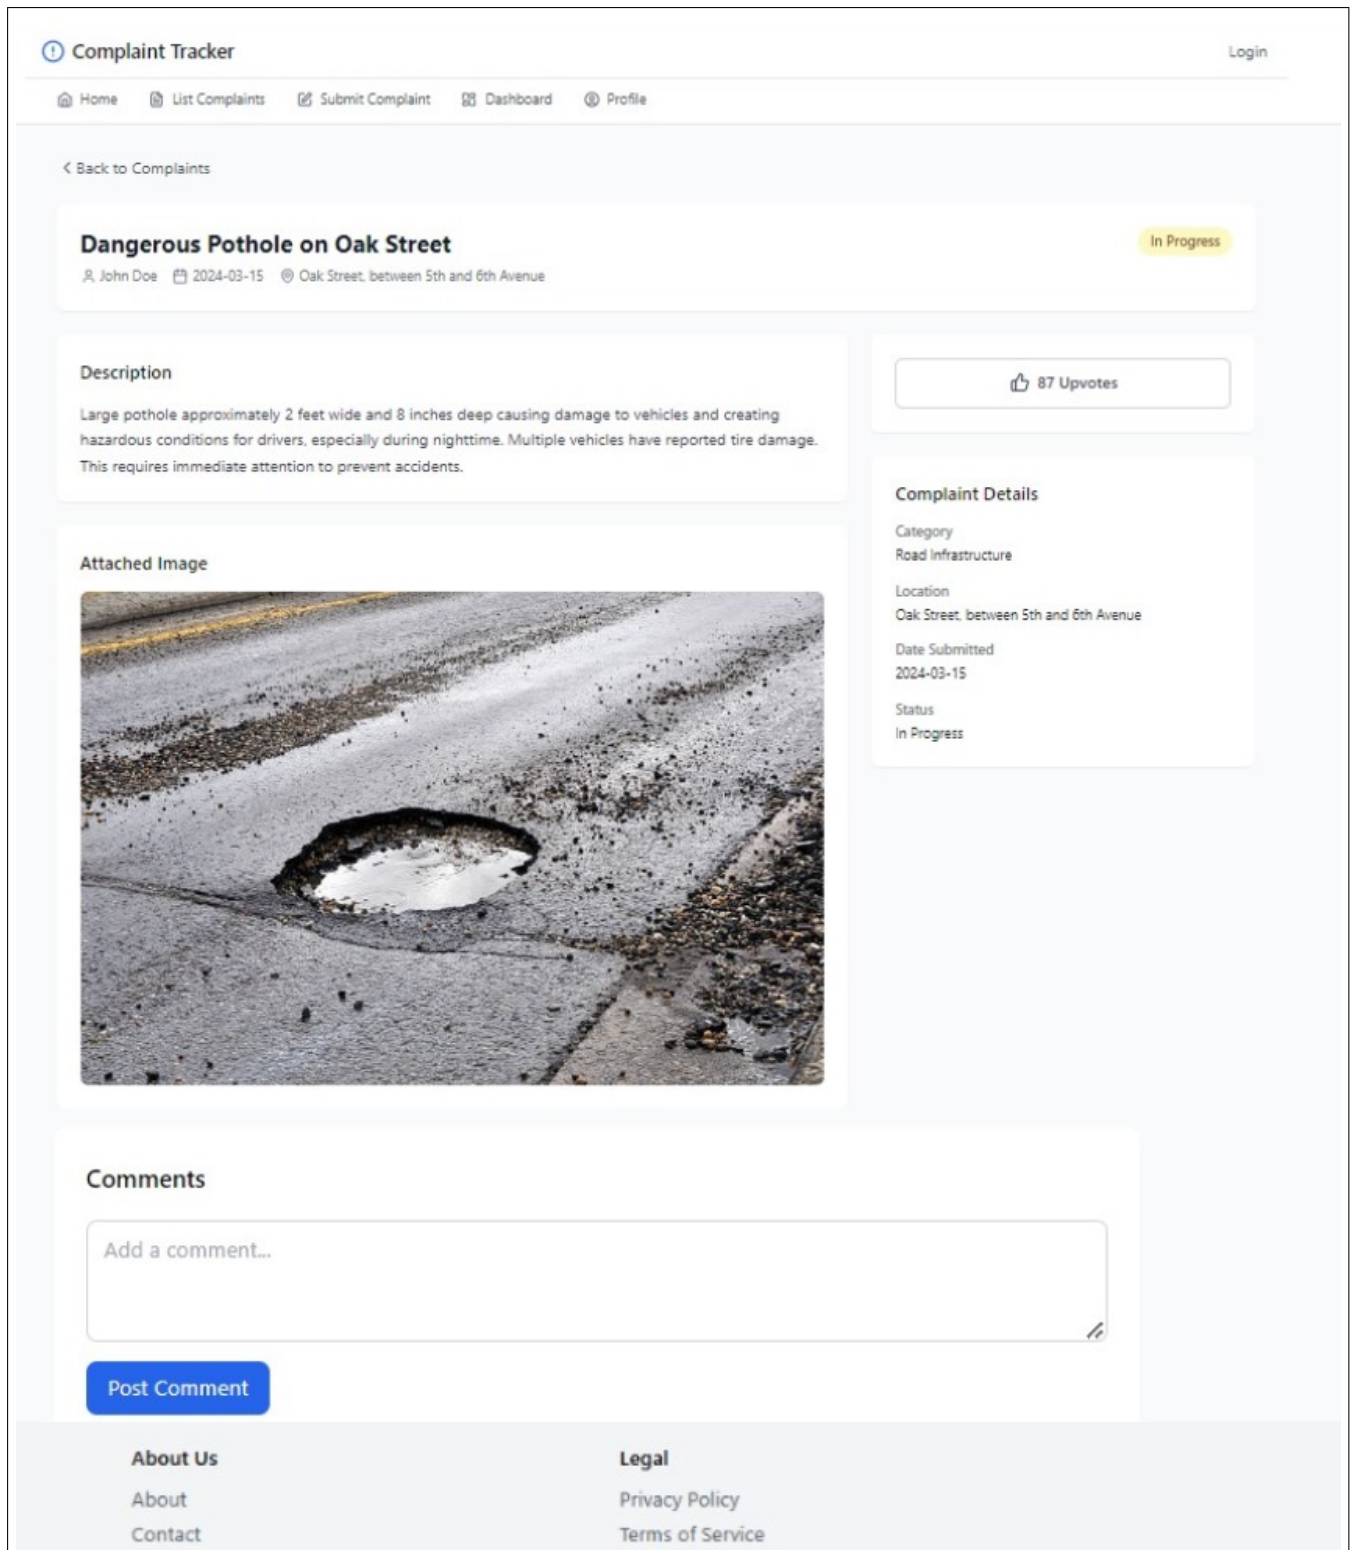 Complaint Tracker
Login
Home List Complaints Submit Complaint Dashboard Profile
Back to Complaints
Dangerous Pothole on Oak Street
In Progress
John Doe 2024-03-15 Oak Street, between 5th and 6th Avenue
Description
Large pothole approximately 2 feet wide and 8 inches deep causing damage to vehicles and creating
hazardous conditions for drivers, especially during nighttime. Multiple vehicles have reported tire damage.
This requires immediate attention to prevent accidents.
Attached Image
87 Upvotes
Complaint Details
Category
Road Infrastructure
Location
Oak Street, between 5th and 6th Avenue
Date Submitted
2024-03-15
Status
In Progress
Comments
Add a comment...
Post Comment
About Us
About
Contact
Legal
Privacy Policy
Terms of Service